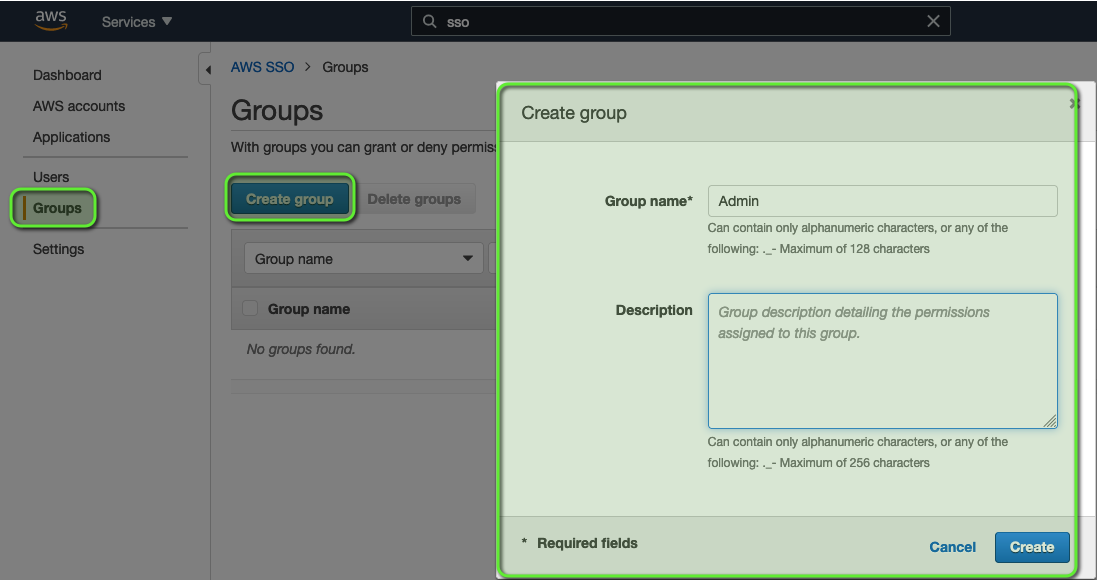 aws
Services
sso
Dashboard
AWS accounts
Applications
Users
Groups
Settings
AWS SSO > Groups
Groups
With groups you can grant or deny permis
Create group
Delete groups
Group name
Group name
No groups found.
Create group
Group name*
Admin
Can contain only alphanumeric characters, or any of the
following: ._- Maximum of 128 characters
Description
Group description detailing the permissions
assigned to this group.
Can contain only alphanumeric characters, or any of the
following: ._- Maximum of 256 characters
* Required fields
Cancel
Create